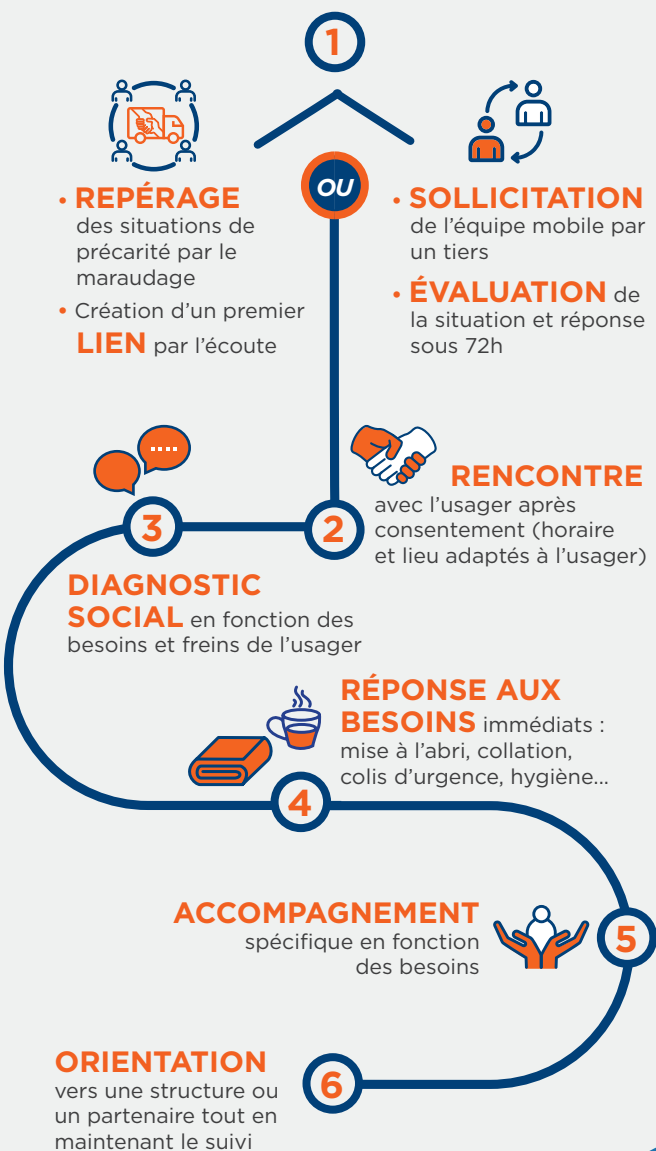 1
OU
• REPÉRAGE
des situations de
précarité par le
maraudage
• Création d'un premier
LIEN par l'écoute
• SOLLICITATION
de l'équipe mobile par
un tiers
• ÉVALUATION de
la situation et réponse
sous 72h
2
RENCONTRE
avec l'usager après
consentement (horaire
et lieu adaptés à l'usager)
3
DIAGNOSTIC
SOCIAL en fonction des
besoins et freins de l'usager
4
RÉPONSE AUX
BESOINS immédiats :
mise à l'abri, collation,
colis d'urgence, hygiène...
5
ACCOMPAGNEMENT
spécifique en fonction
des besoins
6
ORIENTATION
vers une structure ou
un partenaire tout en
maintenant le suivi